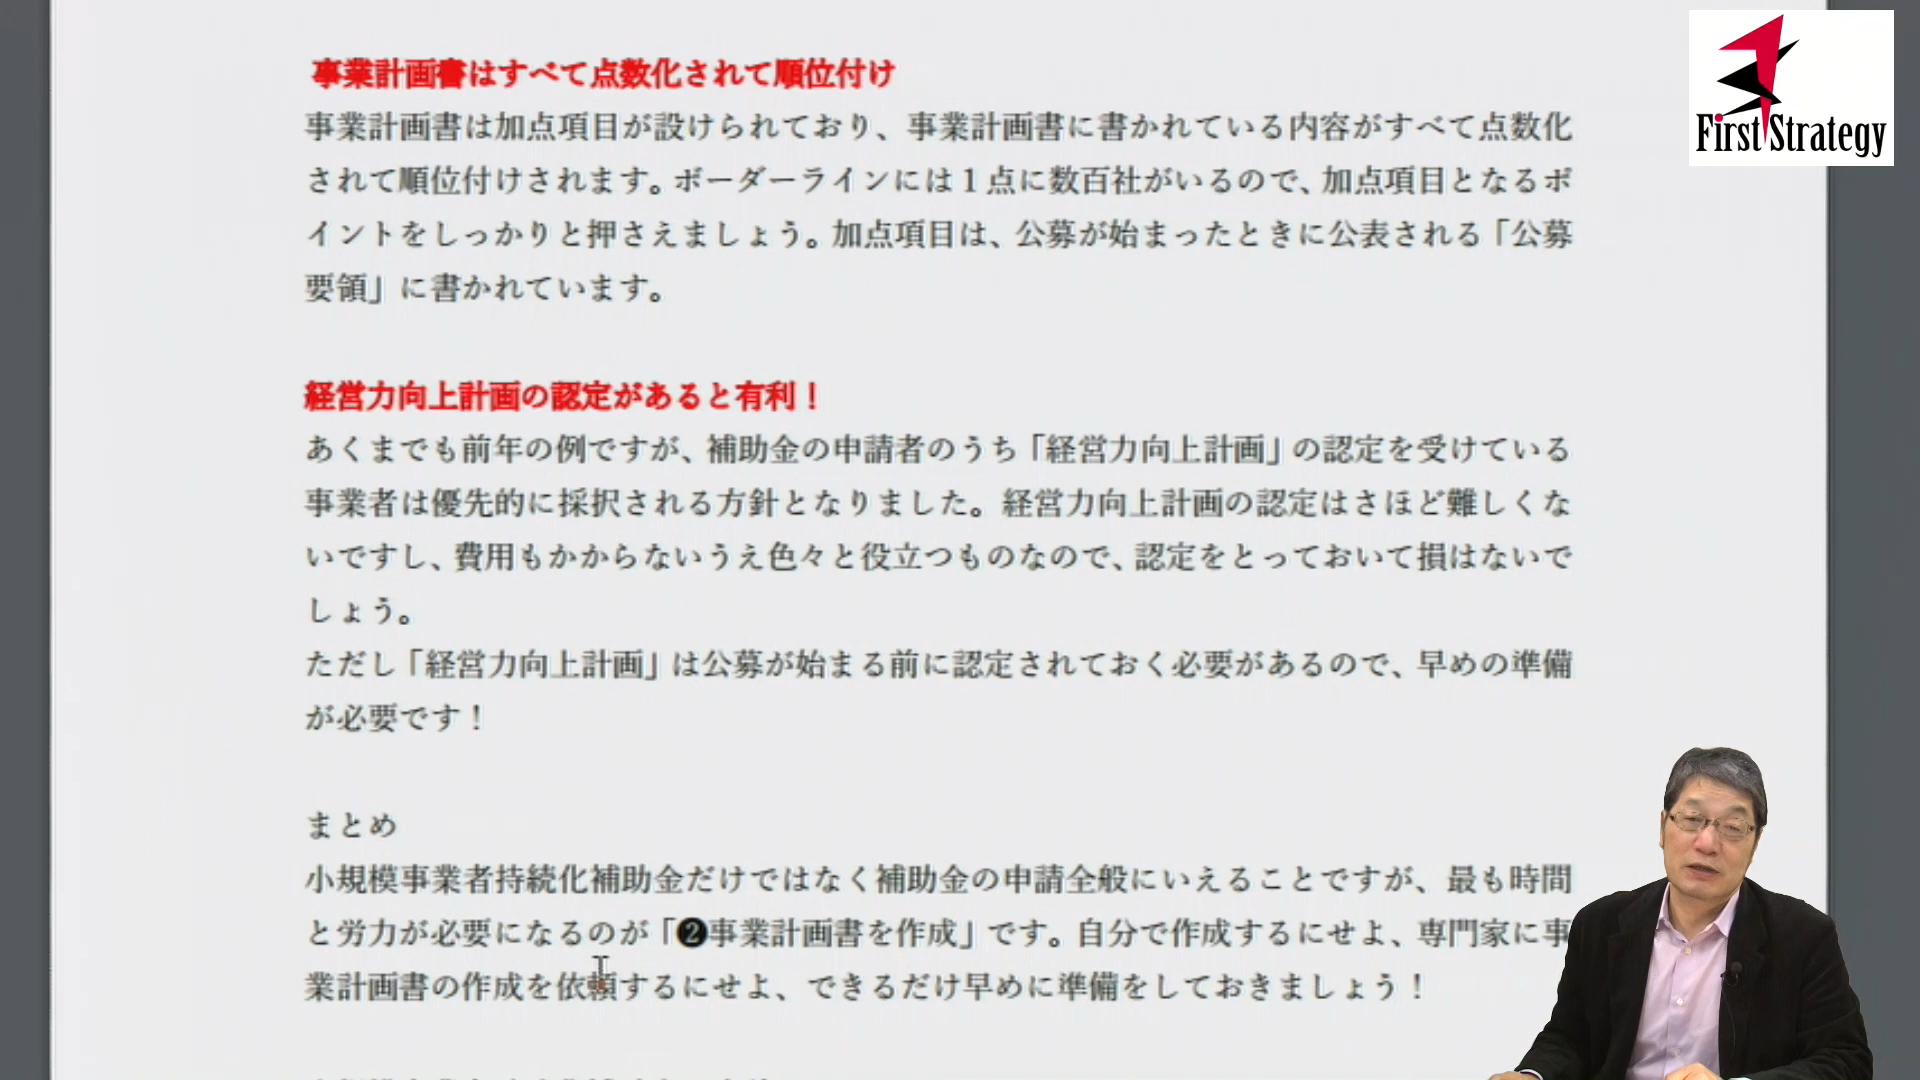 事業計画書はすべて点数化されて順位付け
事業計画書は加点項目が設けられており、事業計画書に書かれている内容がすべて点数化
されて順位付けされます。ボーダーラインには１点に数百社がいるので、加点項目となるポ
イントをしっかりと押さえましょう。加点項目は、公募が始まったときに公表される「公募
要領」に書かれています。
経営力向上計画の認定があると有利！
あくまでも前年の例ですが、補助金の申請者のうち「経営力向上計画」の認定を受けている
事業者は優先的に採択される方針となりました。経営力向上計画の認定はさほど難しくな
いですし、費用もかからないうえ色々と役立つものなので、認定をとっておいて損はないで
しょう。
ただし「経営力向上計画」は公募が始まる前に認定されておく必要があるので、早めの準備
が必要です！
まとめ
小規模事業者持続化補助金だけではなく補助金の申請全般にいえることですが、最も時間
と労力が必要になるのが「❷事業計画書を作成」です。自分で作成するにせよ、専門家に事
業計画書の作成を依頼するにせよ、できるだけ早めに準備をしておきましょう！
First Strategy